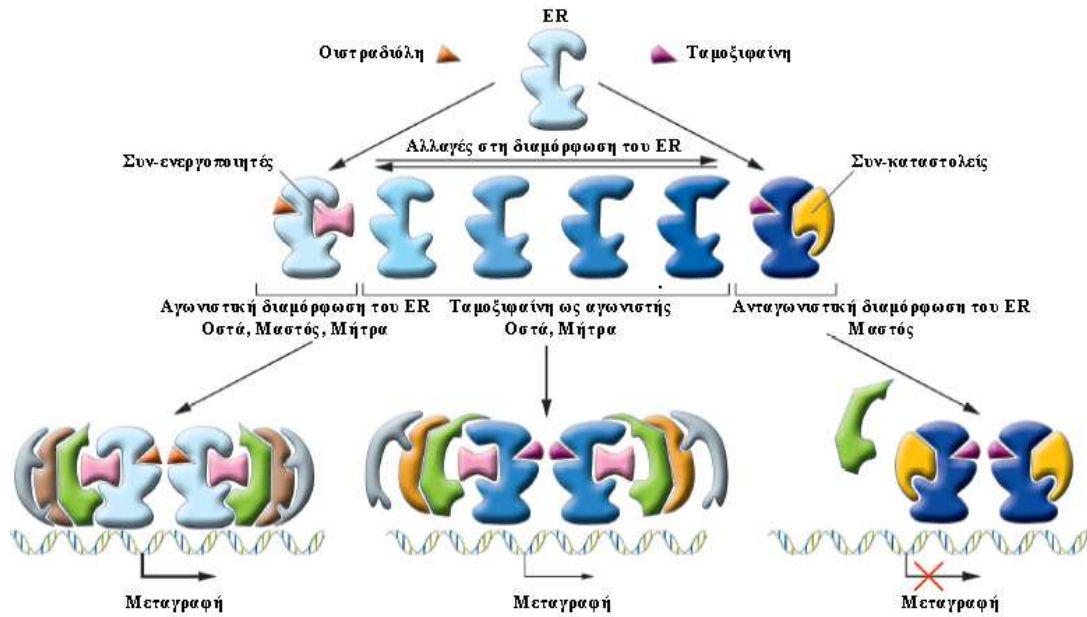 ER
Οιστραδιόλη
Ταμοξιφαίνη
Αλλαγές στη διαμόρφωση του ER
Συν-ενεργοποιητές
Συν-καταστολείς
Αγωνιστική διαμόρφωση του ER
Οστά, Μαστός, Μήτρα
Ταμοξιφαίνη ως αγωνιστής
Οστά, Μήτρα
Ανταγωνιστική διαμόρφωση του ER
Μαστός
Μεταγραφή
Μεταγραφή
Μεταγραφή